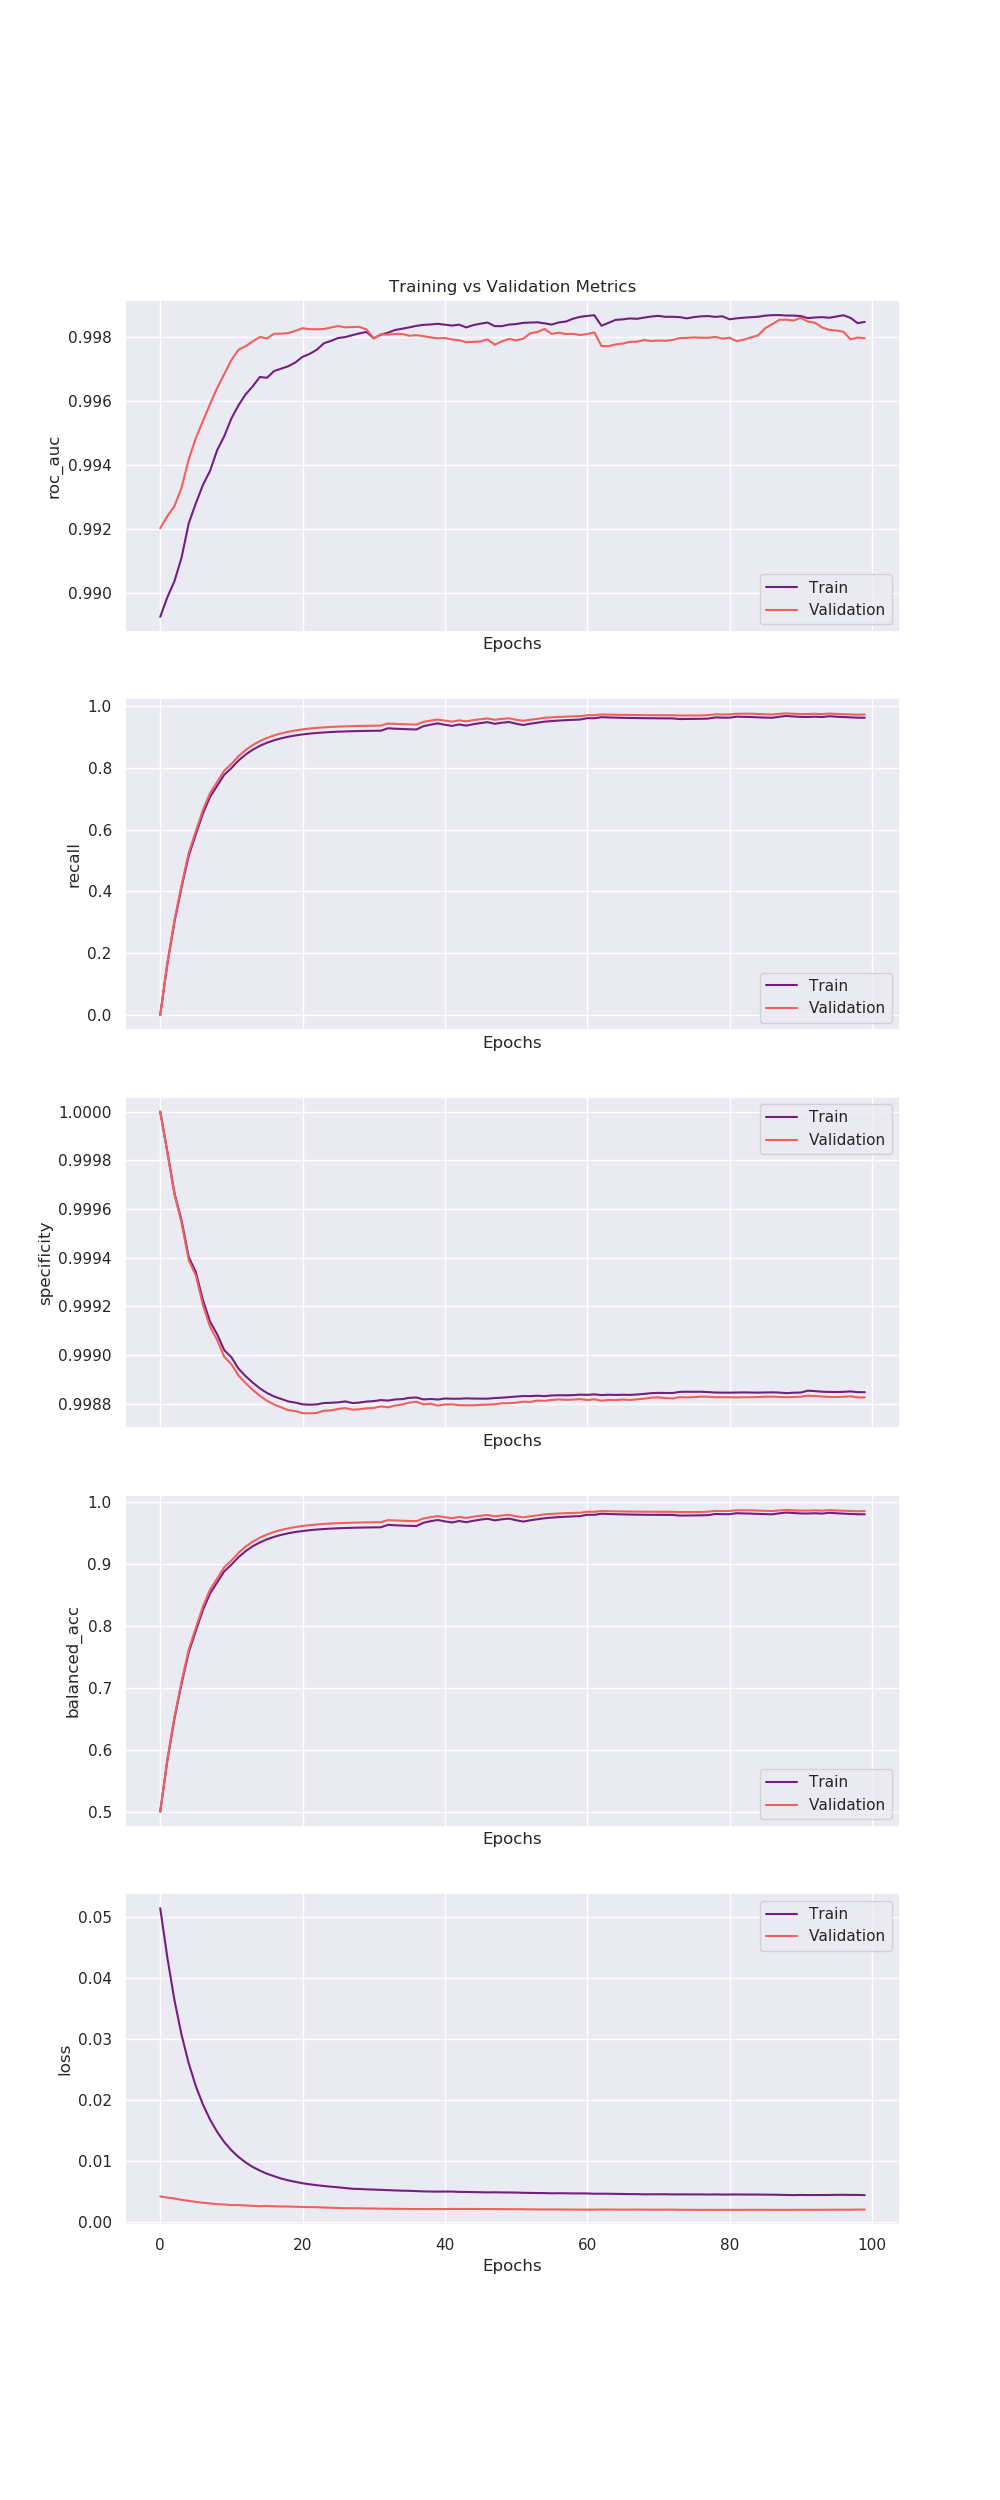 Training vs Validation Metrics
0.998
0.996
0.994
0.992
0.990
roc_auc
Train
Validation
Epochs
1.0
0.8
0.6
0.4
0.2
0.0
recall
Train
Validation
Epochs
1.0000
0.9998
0.9996
0.9994
0.9992
0.9990
0.9988
specificity
Train
Validation
Epochs
1.0
0.9
0.8
0.7
0.6
0.5
balanced_acc
Train
Validation
Epochs
0.05
0.04
0.03
0.02
0.01
0.00
loss
Train
Validation
0 20 40 60 80 100
Epochs